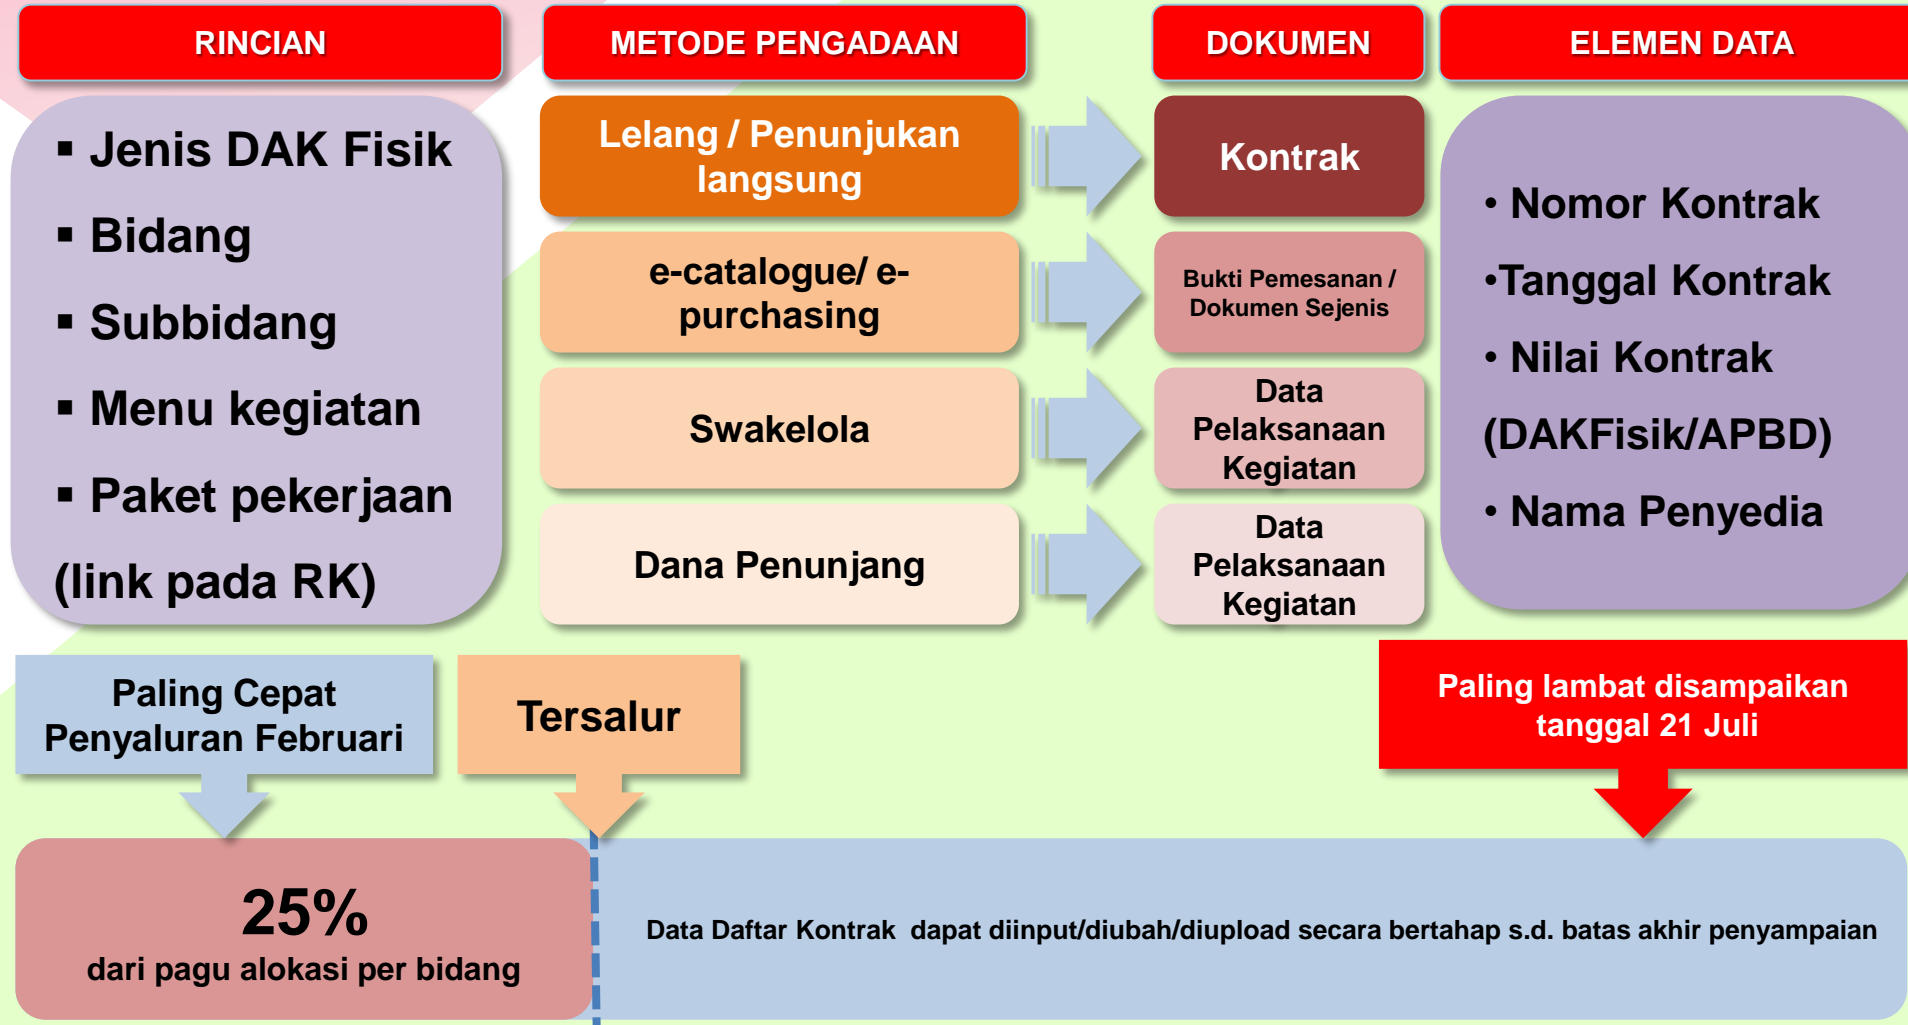 RINCIAN
METODE PENGADAAN
DOKUMEN
ELEMEN DATA
▪ Jenis DAK Fisik
▪ Bidang
▪ Subbidang
▪ Menu kegiatan
▪ Paket pekerjaan
(link pada RK)
Lelang / Penunjukan
langsung
Kontrak
e-catalogue/ e-
purchasing
Bukti Pemesanan /
Dokumen Sejenis
Swakelola
Data
Pelaksanaan
Kegiatan
Dana Penunjang
Data
Pelaksanaan
Kegiatan
• Nomor Kontrak
•Tanggal Kontrak
• Nilai Kontrak
(DAKFisik/APBD)
• Nama Penyedia
Paling Cepat
Penyaluran Februari
Tersalur
Paling lambat disampaikan
tanggal 21 Juli
25%
dari pagu alokasi per bidang
Data Daftar Kontrak dapat diinput/diubah/diupload secara bertahap s.d. batas akhir penyampaian